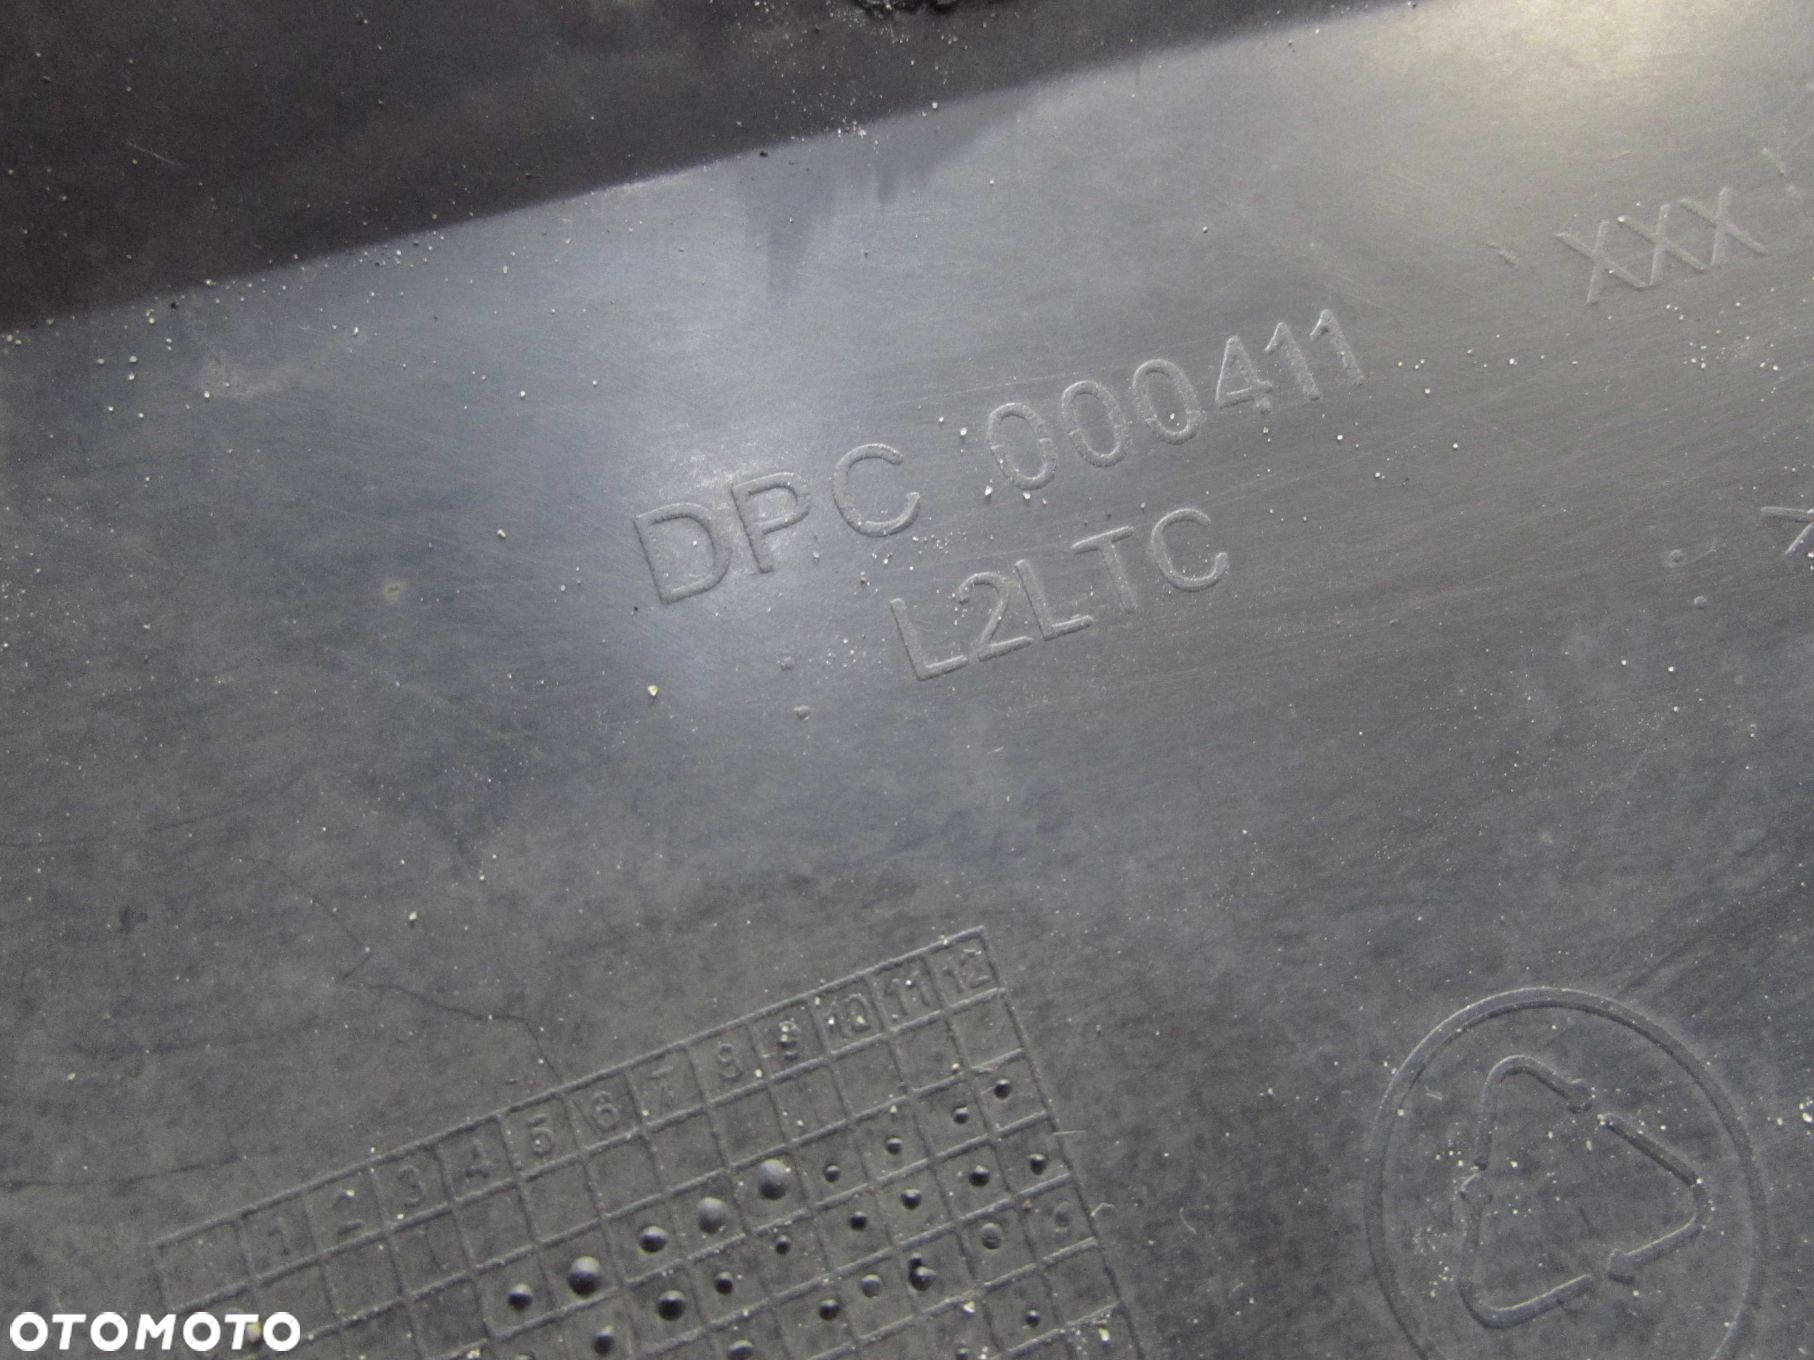 XXX
DPC 000411
L2LTC
1 2 3 4 5 6 7 8 9 10 11 12
OTOMOTO